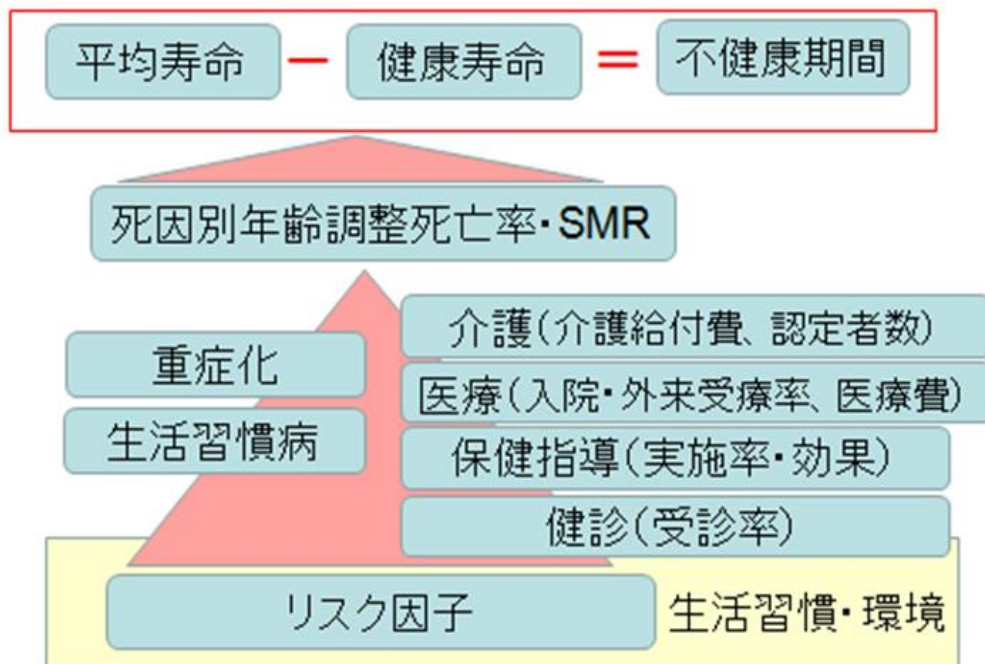 平均寿命 － 健康寿命 ＝ 不健康期間
死因別年齢調整死亡率・SMR
介護(介護給付費、認定者数)
重症化
医療(入院・外来受療率、医療費)
生活習慣病
保健指導(実施率・効果)
健診(受診率)
リスク因子
生活習慣・環境